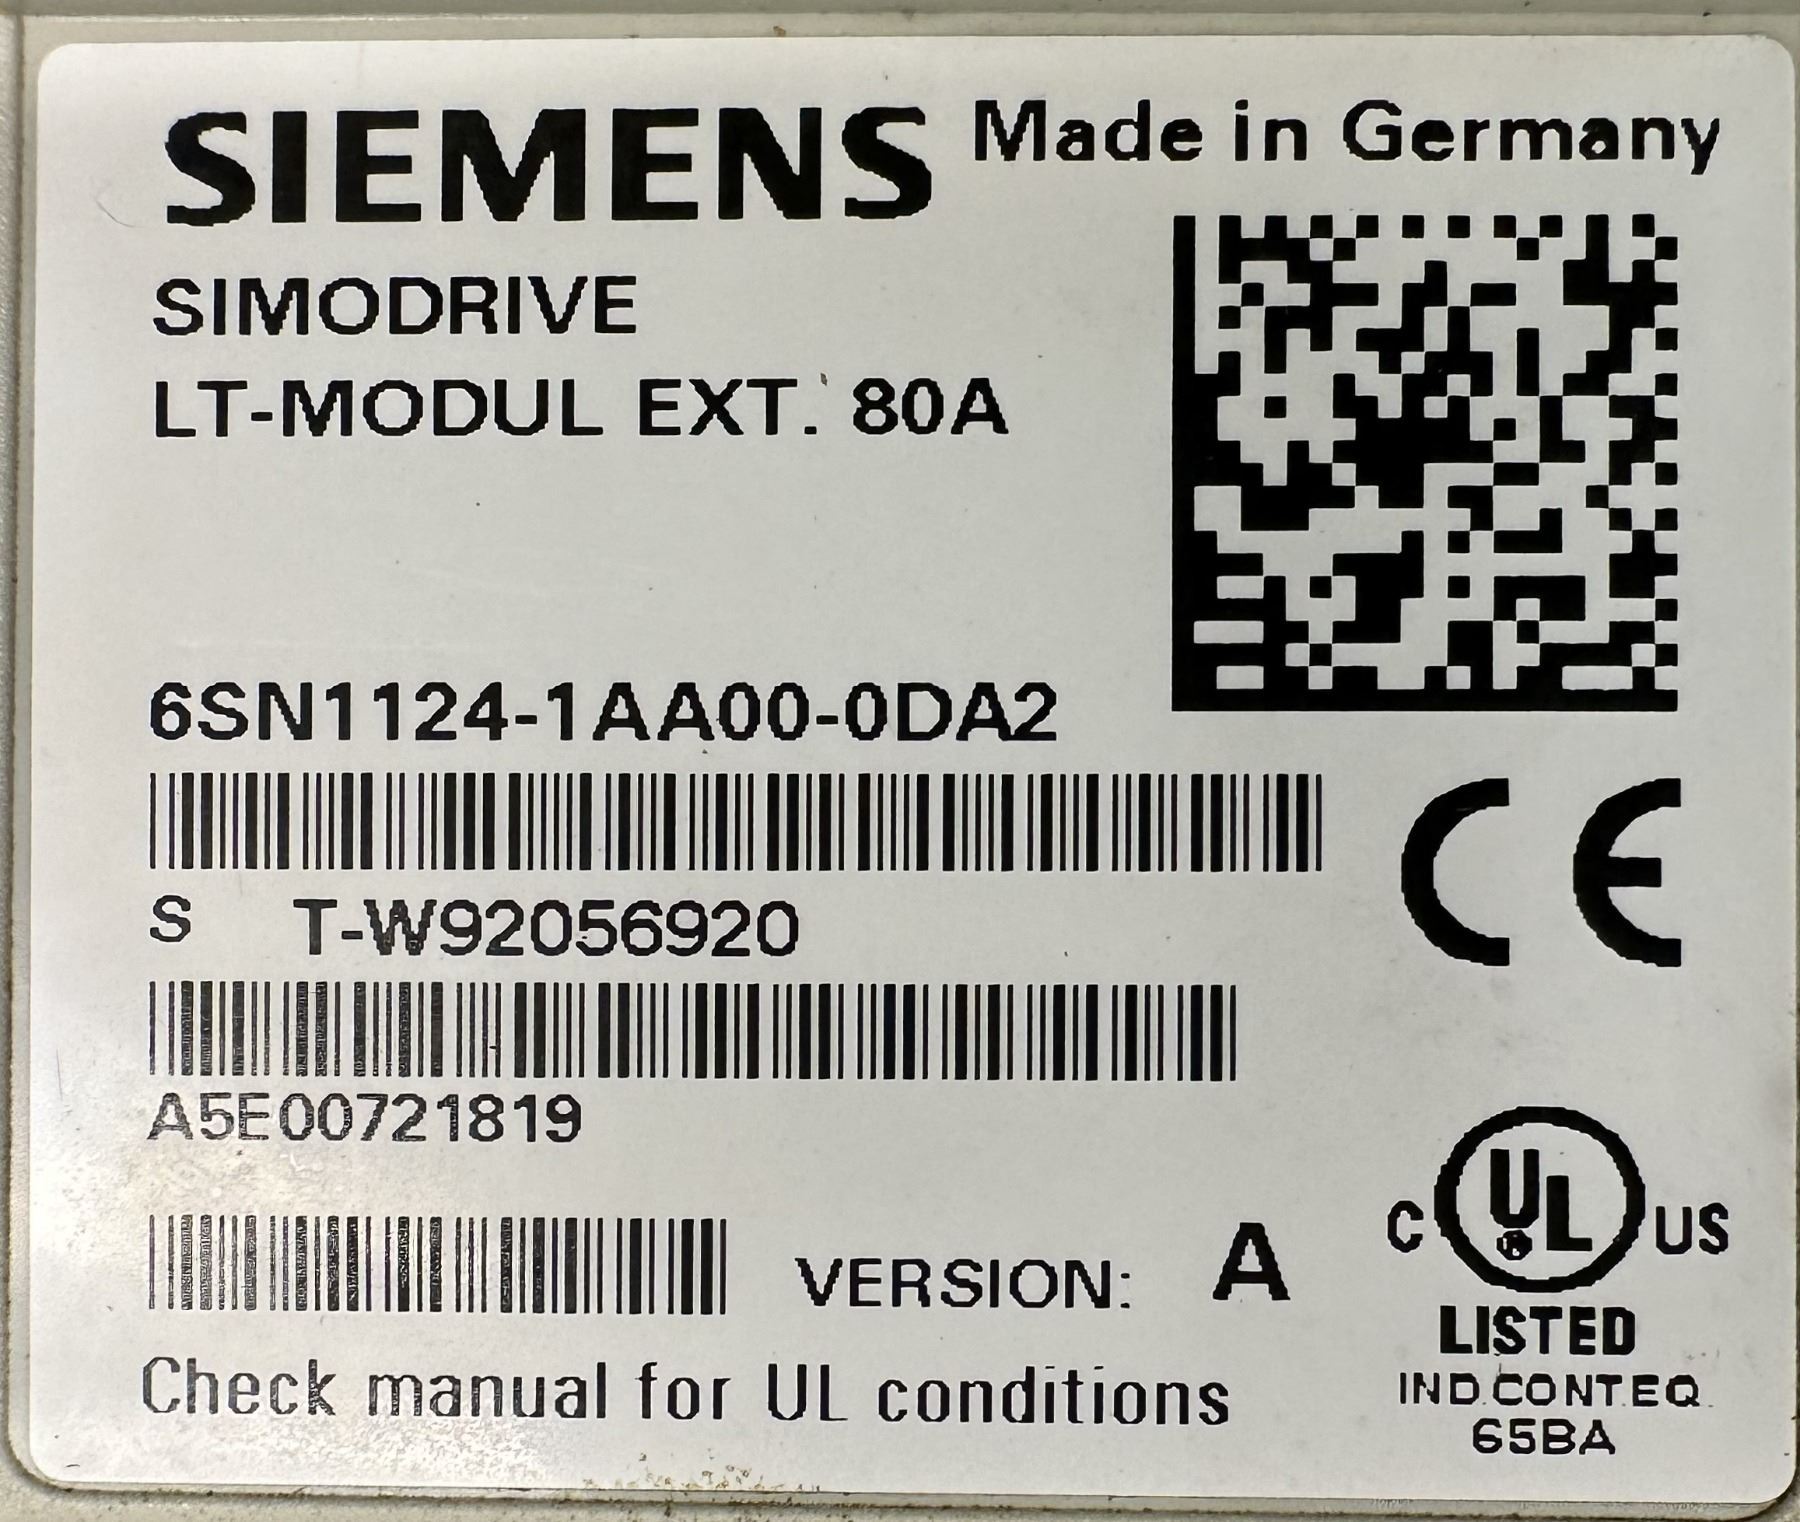 SIEMENS Made in Germany
SIMODRIVE
LT-MODUL EXT. 80A
6SN1124-1AA00-0DA2
CE
S T-W92056920
A5E00721819
C UL US
VERSION: A
LISTED
IND.CONT.EQ.
65BA
Check manual for UL conditions